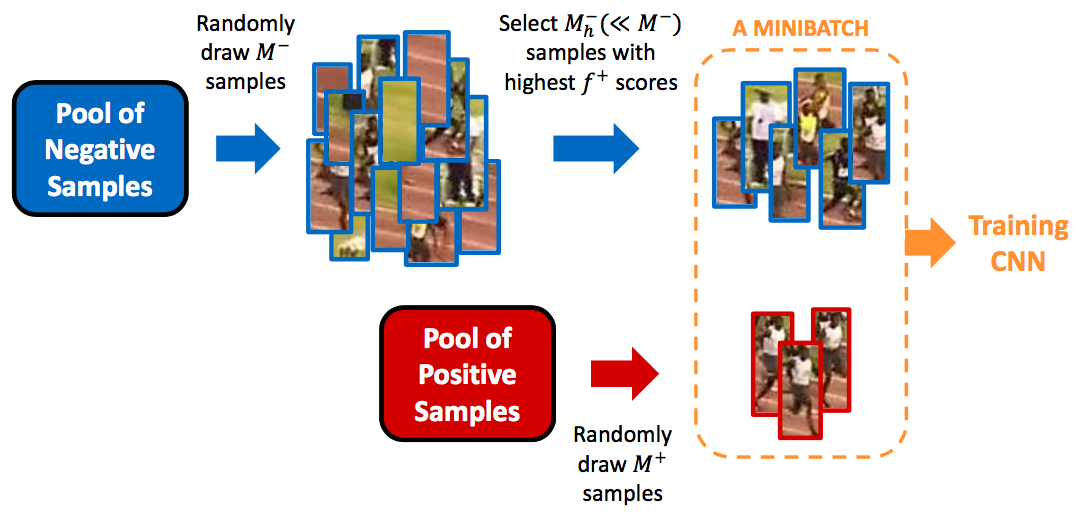 Randomly
draw M⁻
samples
Select Mₕ⁻(≪ M⁻)
samples with
highest f⁺ scores
A MINIBATCH
Pool of
Negative
Samples
Training
CNN
Pool of
Positive
Samples
Randomly
draw M⁺
samples